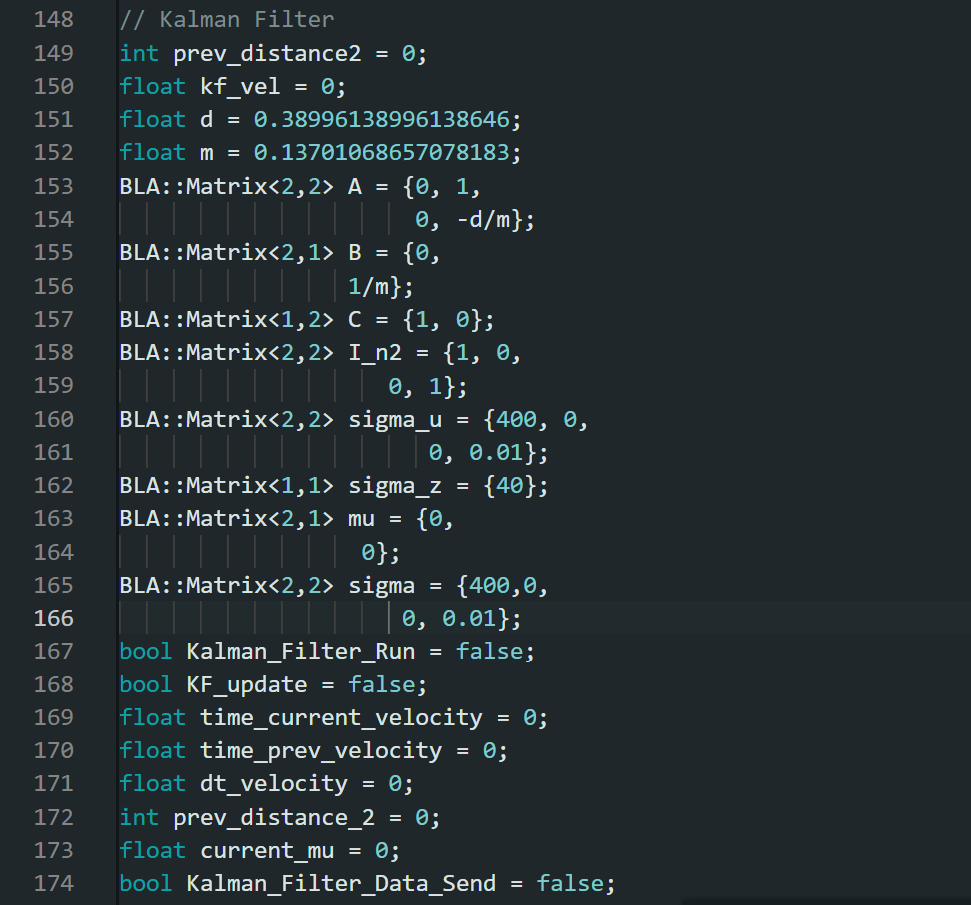 148 // Kalman Filter
149 int prev_distance2 = 0;
150 float kf_vel = 0;
151 float d = 0.38996138996138646;
152 float m = 0.13701068657078183;
153 BLA::Matrix<2,2> A = {0, 1,
154 0, -d/m};
155 BLA::Matrix<2,1> B = {0,
156 1/m};
157 BLA::Matrix<1,2> C = {1, 0};
158 BLA::Matrix<2,2> I_n2 = {1, 0,
159 0, 1};
160 BLA::Matrix<2,2> sigma_u = {400, 0,
161 0, 0.01};
162 BLA::Matrix<1,1> sigma_z = {40};
163 BLA::Matrix<2,1> mu = {0,
164 0};
165 BLA::Matrix<2,2> sigma = {400,0,
166 0, 0.01};
167 bool Kalman_Filter_Run = false;
168 bool KF_update = false;
169 float time_current_velocity = 0;
170 float time_prev_velocity = 0;
171 float dt_velocity = 0;
172 int prev_distance_2 = 0;
173 float current_mu = 0;
174 bool Kalman_Filter_Data_Send = false;